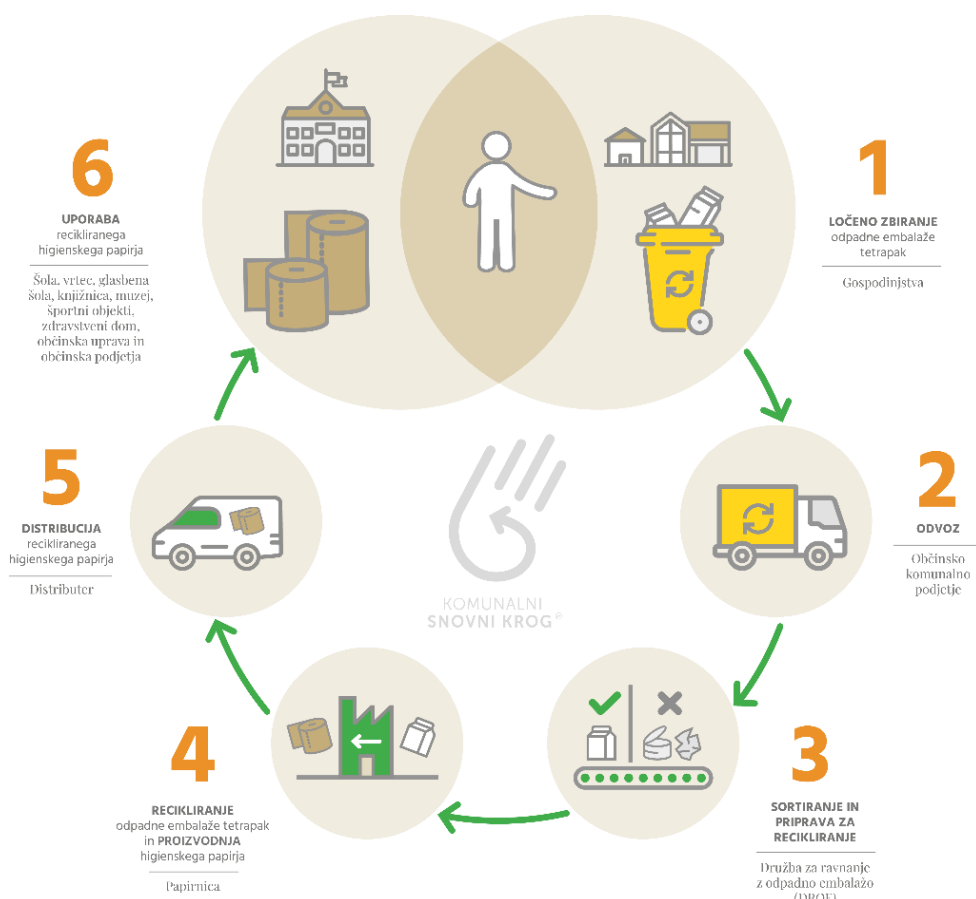 1
LOČENO ZBIRANJE
odpadne embalaže
tetrapak
Gospodinjstva
2
ODVOZ
Občinsko
komunalno
podjetje
3
SORTIRANJE IN
PRIPRAVA ZA
RECIKLIRANJE
Družba za ravnanje
z odpadno embalažo
(DROE)
4
RECIKLIRANJE
odpadne embalaže tetrapak
in PROIZVODNJA
higienskega papirja
Papirnica
5
DISTRIBUCIJA
recikliranega
higienskega papirja
Distributer
6
UPORABA
recikliranega
higienskega papirja
Šola, vrtec, glasbena
šola, knjižnica, muzej,
športni objekti,
zdravstveni dom,
občinska uprava in
občinska podjetja
KOMUNALNI
SNOVNI KROG®